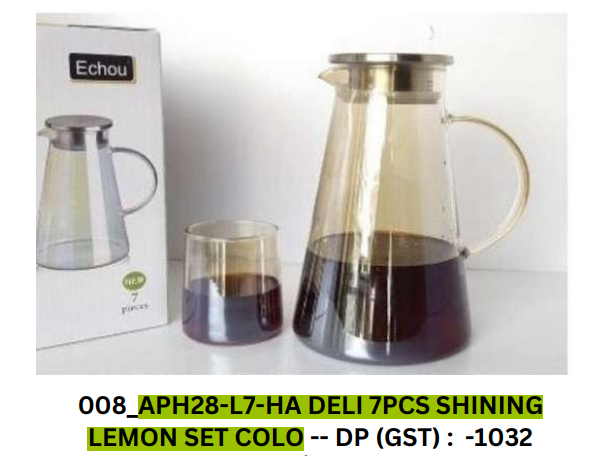 Echou
NEW
7
pieces
008_APH28-L7-HA DELI 7PCS SHINING
LEMON SET COLO -- DP (GST) : -1032